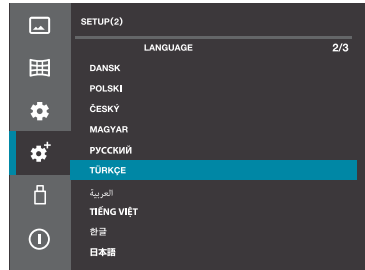 SETUP(2)
LANGUAGE 2/3
DANSK
POLSKI
ČESKÝ
MAGYAR
РУССКИЙ
TÜRKÇE
العربية
TIẾNG VIỆT
한글
日本語